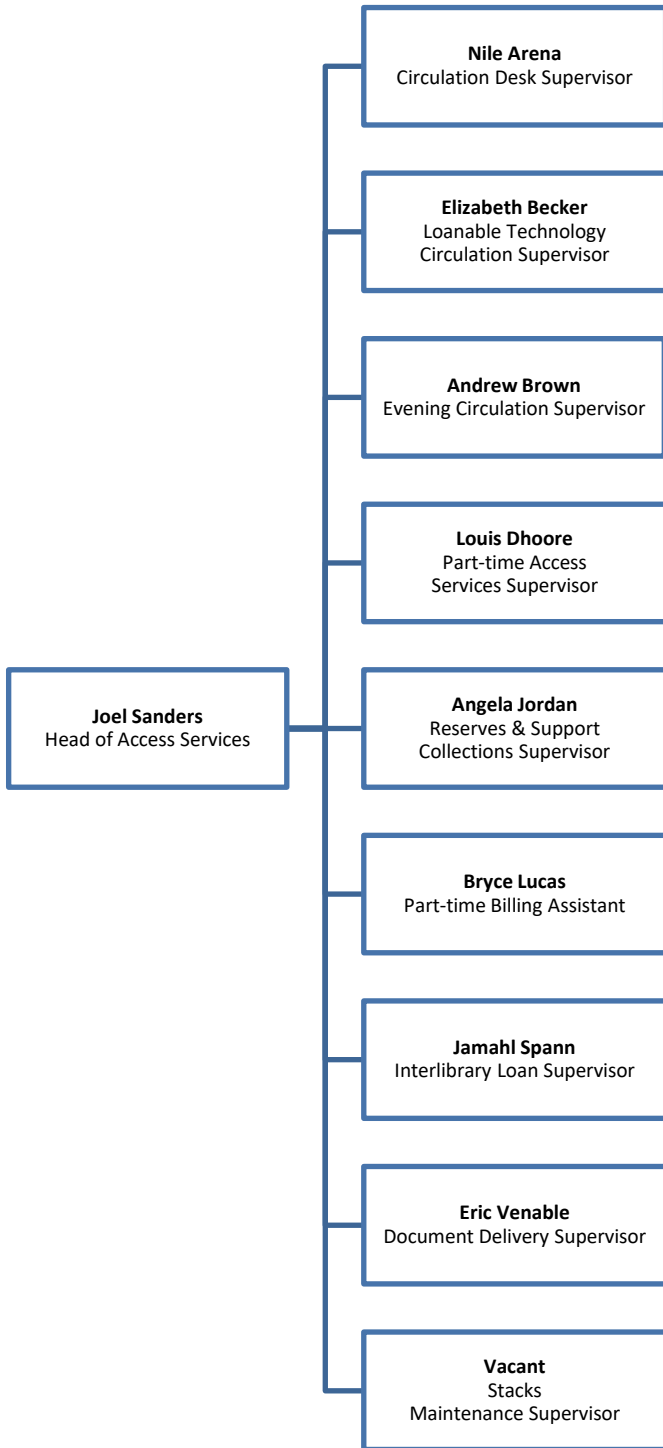 Nile Arena
Circulation Desk Supervisor
Elizabeth Becker
Loanable Technology
Circulation Supervisor
Andrew Brown
Evening Circulation Supervisor
Louis Dhoore
Part-time Access
Services Supervisor
Joel Sanders
Head of Access Services
Angela Jordan
Reserves & Support
Collections Supervisor
Bryce Lucas
Part-time Billing Assistant
Jamahl Spann
Interlibrary Loan Supervisor
Eric Venable
Document Delivery Supervisor
Vacant
Stacks
Maintenance Supervisor